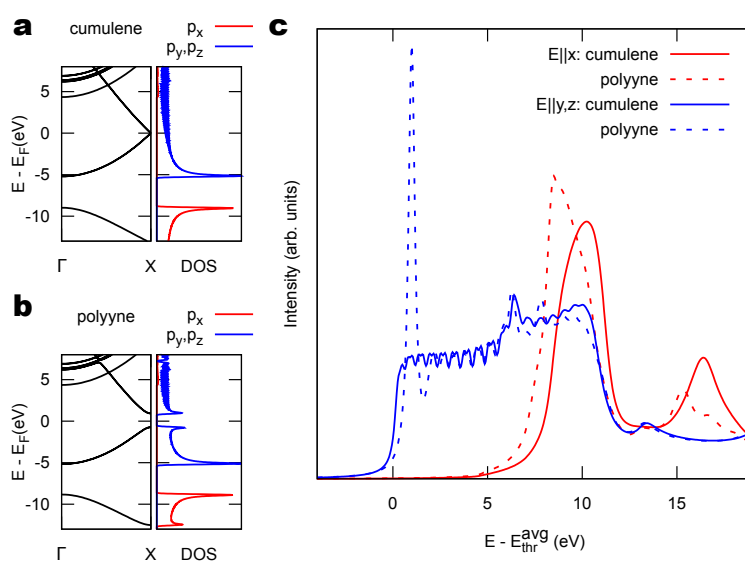 a
cumulene
p_x
p_y,p_z
E - E_F(eV)
5
0
-5
-10
Γ X DOS
b
polyyne
p_x
p_y,p_z
E - E_F(eV)
5
0
-5
-10
Γ X DOS
c
E||x: cumulene
polyyne
E||y,z: cumulene
polyyne
Intensity (arb. units)
0 5 10 15
E - E_thr^avg (eV)